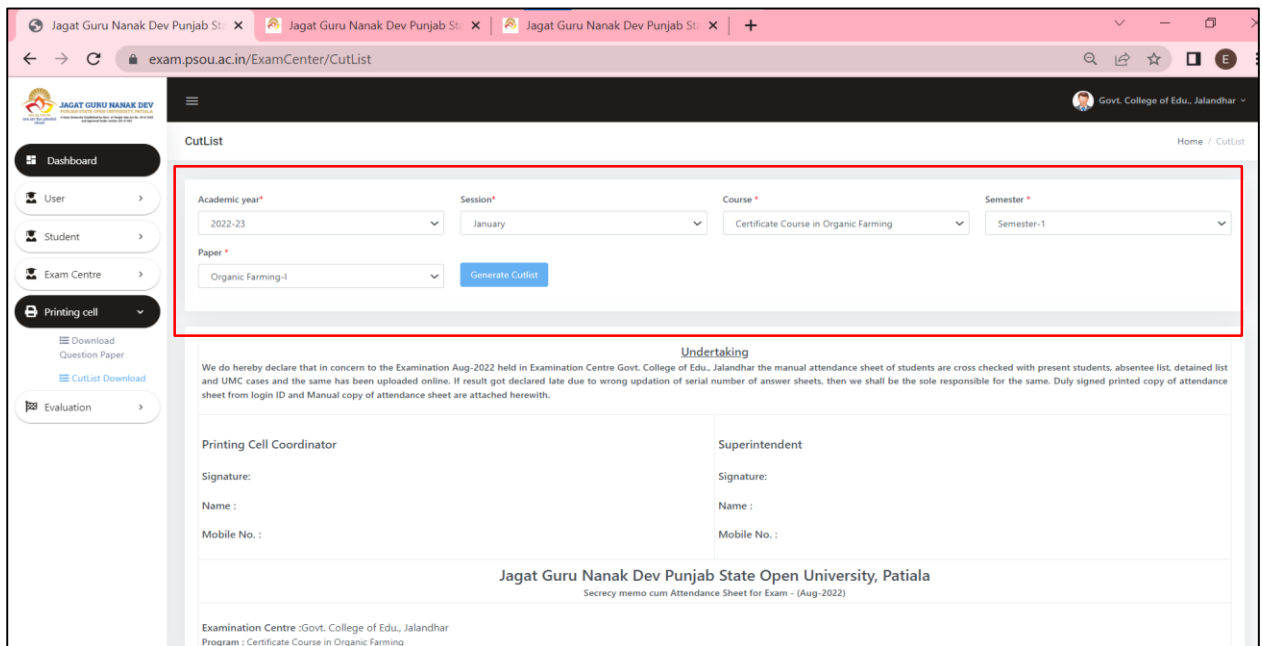 Jagat Guru Nanak Dev Punjab St
Jagat Guru Nanak Dev Punjab St
Jagat Guru Nanak Dev Punjab St
exam.psou.ac.in/ExamCenter/CutList
E
JAGAT GURU NANAK DEV
PUNJAB STATE OPEN UNIVERSITY, PATIALA
Govt. College of Edu., Jalandhar
CutList
Home / CutList
Dashboard
User
Student
Exam Centre
Printing cell
Download
Question Paper
CutList Download
Evaluation
Academic year*
Session*
Course *
Semester *
2022-23
January
Certificate Course in Organic Farming
Semester-1
Paper *
Organic Farming-I
Generate Cutlist
Undertaking
We do hereby declare that in concern to the Examination Aug-2022 held in Examination Centre Govt. College of Edu., Jalandhar the manual attendance sheet of students are cross checked with present students, absentee list, detained list
and UMC cases and the same has been uploaded online. If result got declared late due to wrong updation of serial number of answer sheets, then we shall be the sole responsible for the same. Duly signed printed copy of attendance
sheet from login ID and Manual copy of attendance sheet are attached herewith.
Printing Cell Coordinator
Superintendent
Signature:
Signature:
Name :
Name :
Mobile No. :
Mobile No. :
Jagat Guru Nanak Dev Punjab State Open University, Patiala
Secrecy memo cum Attendance Sheet for Exam - (Aug-2022)
Examination Centre :Govt. College of Edu., Jalandhar
Program : Certificate Course in Organic Farming